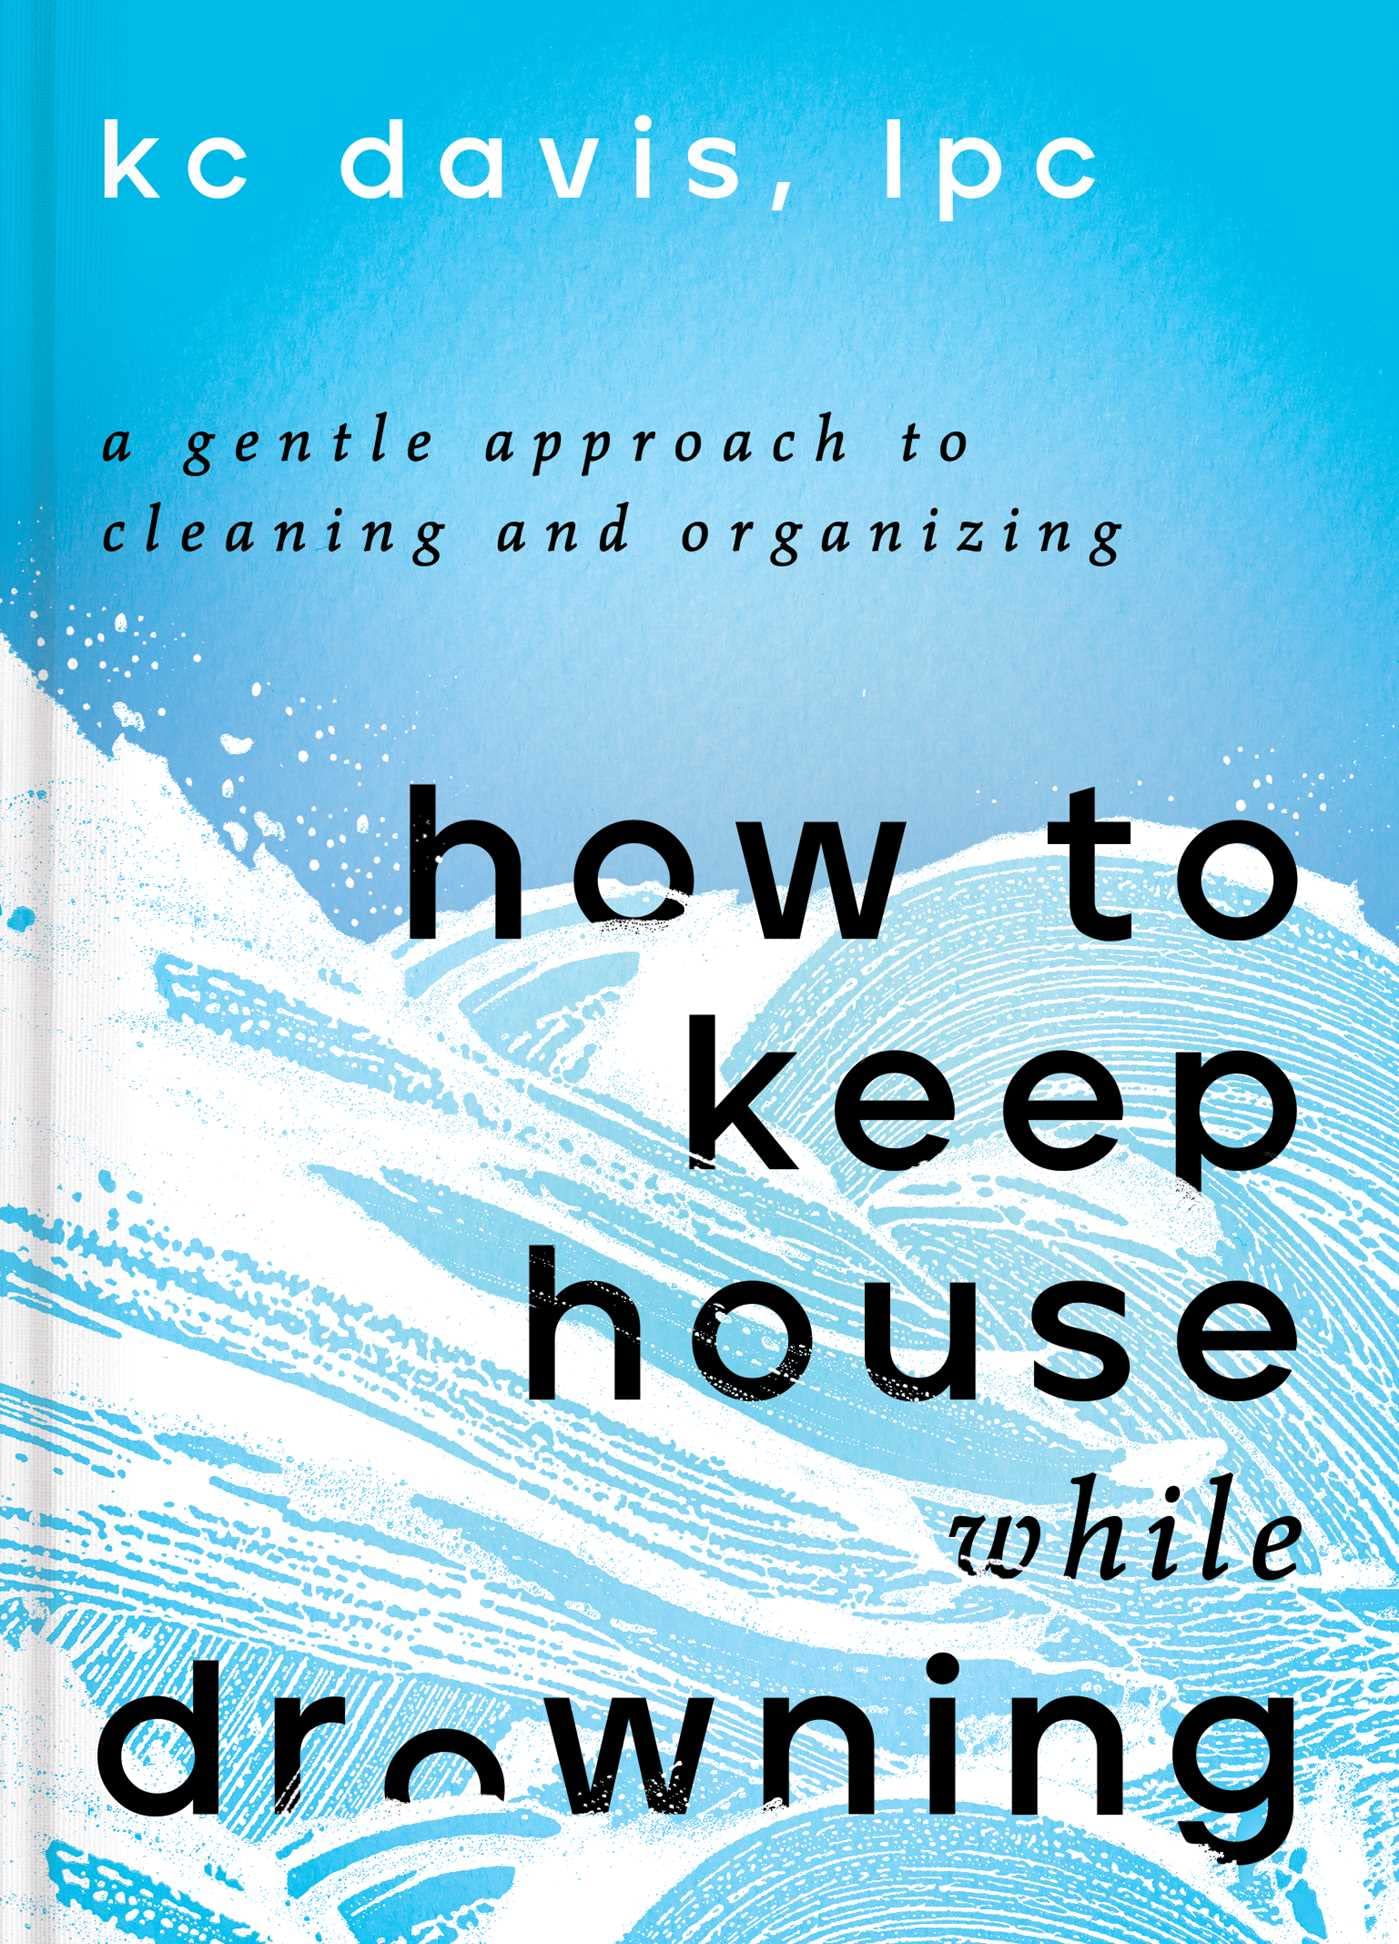 kc davis, lpc
a gentle approach to
cleaning and organizing
how to
keep
house
while
drowning